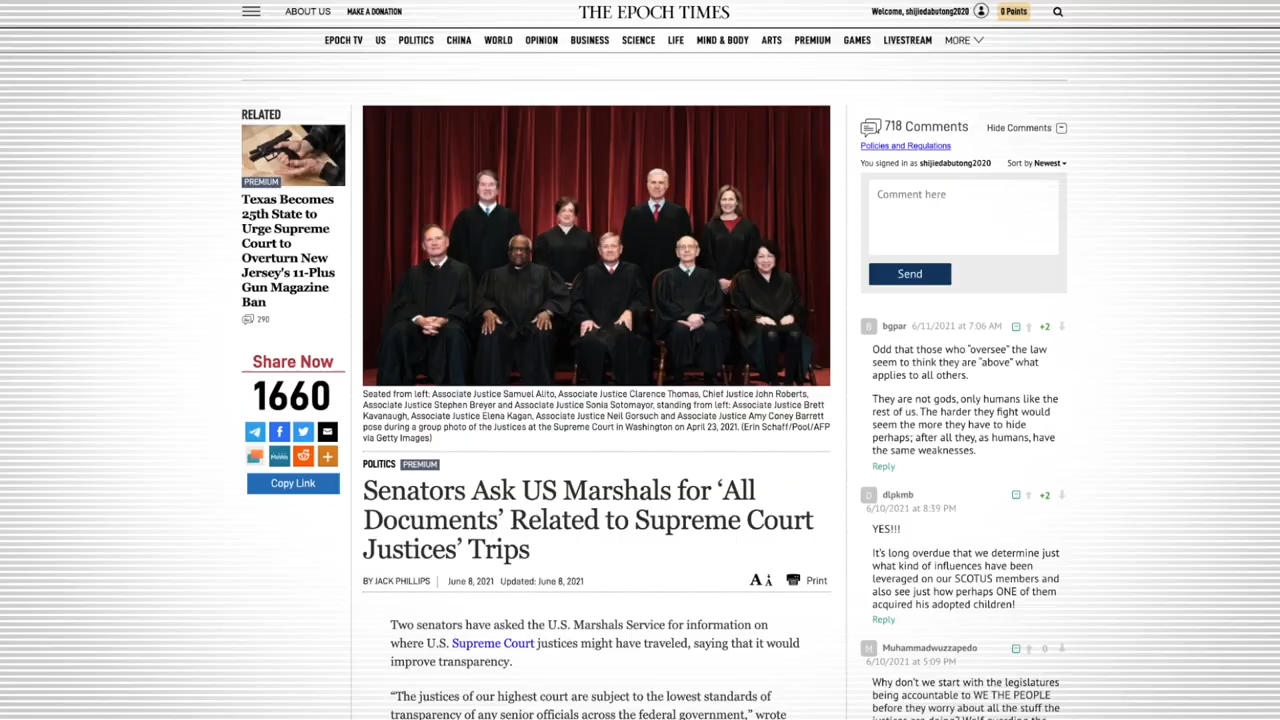 ABOUT US
MAKE A DONATION
THE EPOCH TIMES
Welcome, shijiedabutong2020
0 Points
EPOCH TV US POLITICS CHINA WORLD OPINION BUSINESS SCIENCE LIFE MIND & BODY ARTS PREMIUM GAMES LIVESTREAM MORE
RELATED
PREMIUM
Texas Becomes
25th State to
Urge Supreme
Court to
Overturn New
Jersey's 11-Plus
Gun Magazine
Ban
290
Share Now
1660
Copy Link
Seated from left: Associate Justice Samuel Alito, Associate Justice Clarence Thomas, Chief Justice John Roberts,
Associate Justice Stephen Breyer and Associate Justice Sonia Sotomayor, standing from left: Associate Justice Brett
Kavanaugh, Associate Justice Elena Kagan, Associate Justice Neil Gorsuch and Associate Justice Amy Coney Barrett
pose during a group photo of the Justices at the Supreme Court in Washington on April 23, 2021. (Erin Schaff/Pool/AFP
via Getty Images)
POLITICS PREMIUM
Senators Ask US Marshals for ‘All
Documents’ Related to Supreme Court
Justices’ Trips
BY JACK PHILLIPS
June 8, 2021 Updated: June 8, 2021
A A Print
Two senators have asked the U.S. Marshals Service for information on
where U.S. Supreme Court justices might have traveled, saying that it would
improve transparency.
“The justices of our highest court are subject to the lowest standards of
transparency of any senior officials across the federal government,” wrote
718 Comments
Hide Comments
Policies and Regulations
You signed in as shijiedabutong2020
Sort by Newest
Comment here
Send
B bgpar 6/11/2021 at 7:06 AM +2
Odd that those who “oversee” the law
seem to think they are “above” what
applies to all others.
They are not gods, only humans like the
rest of us. The harder they fight would
seem the more they have to hide
perhaps; after all they, as humans, have
the same weaknesses.
Reply
D dlpkmb +2
6/10/2021 at 8:39 PM
YES!!!
It's long overdue that we determine just
what kind of influences have been
leveraged on our SCOTUS members and
also see just how perhaps ONE of them
acquired his adopted children!
Reply
M Muhammadwuzzapedo 0
6/10/2021 at 5:09 PM
Why don't we start with the legislatures
being accountable to WE THE PEOPLE
before they worry about all the stuff the